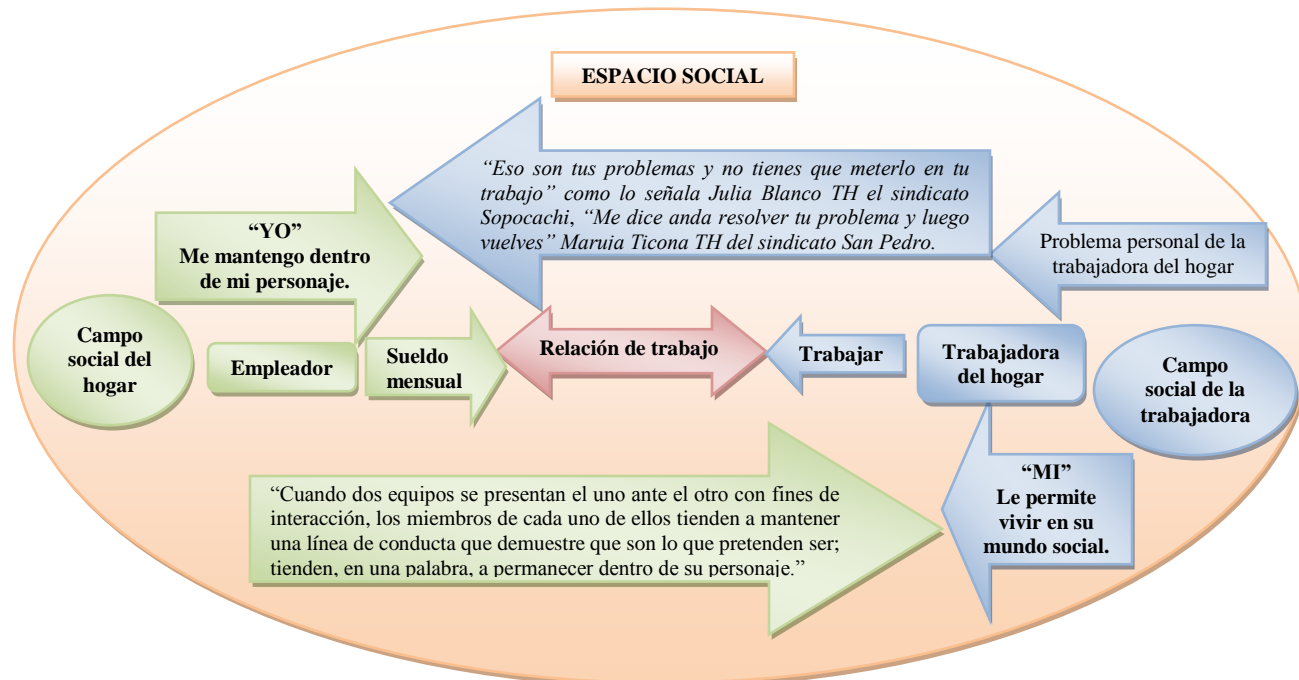 ESPACIO SOCIAL
“Eso son tus problemas y no tienes que meterlo en tu
trabajo” como lo señala Julia Blanco TH el sindicato
Sopocachi, “Me dice anda resolver tu problema y luego
vuelves” Maruja Ticona TH del sindicato San Pedro.
“YO”
Me mantengo dentro
de mi personaje.
Problema personal de la
trabajadora del hogar
Campo
social del
hogar
Empleador
Sueldo
mensual
Relación de trabajo
Trabajar
Trabajadora
del hogar
Campo
social de la
trabajadora
“Cuando dos equipos se presentan el uno ante el otro con fines de
interacción, los miembros de cada uno de ellos tienden a mantener
una línea de conducta que demuestre que son lo que pretenden ser;
tienden, en una palabra, a permanecer dentro de su personaje.”
“MI”
Le permite
vivir en su
mundo social.